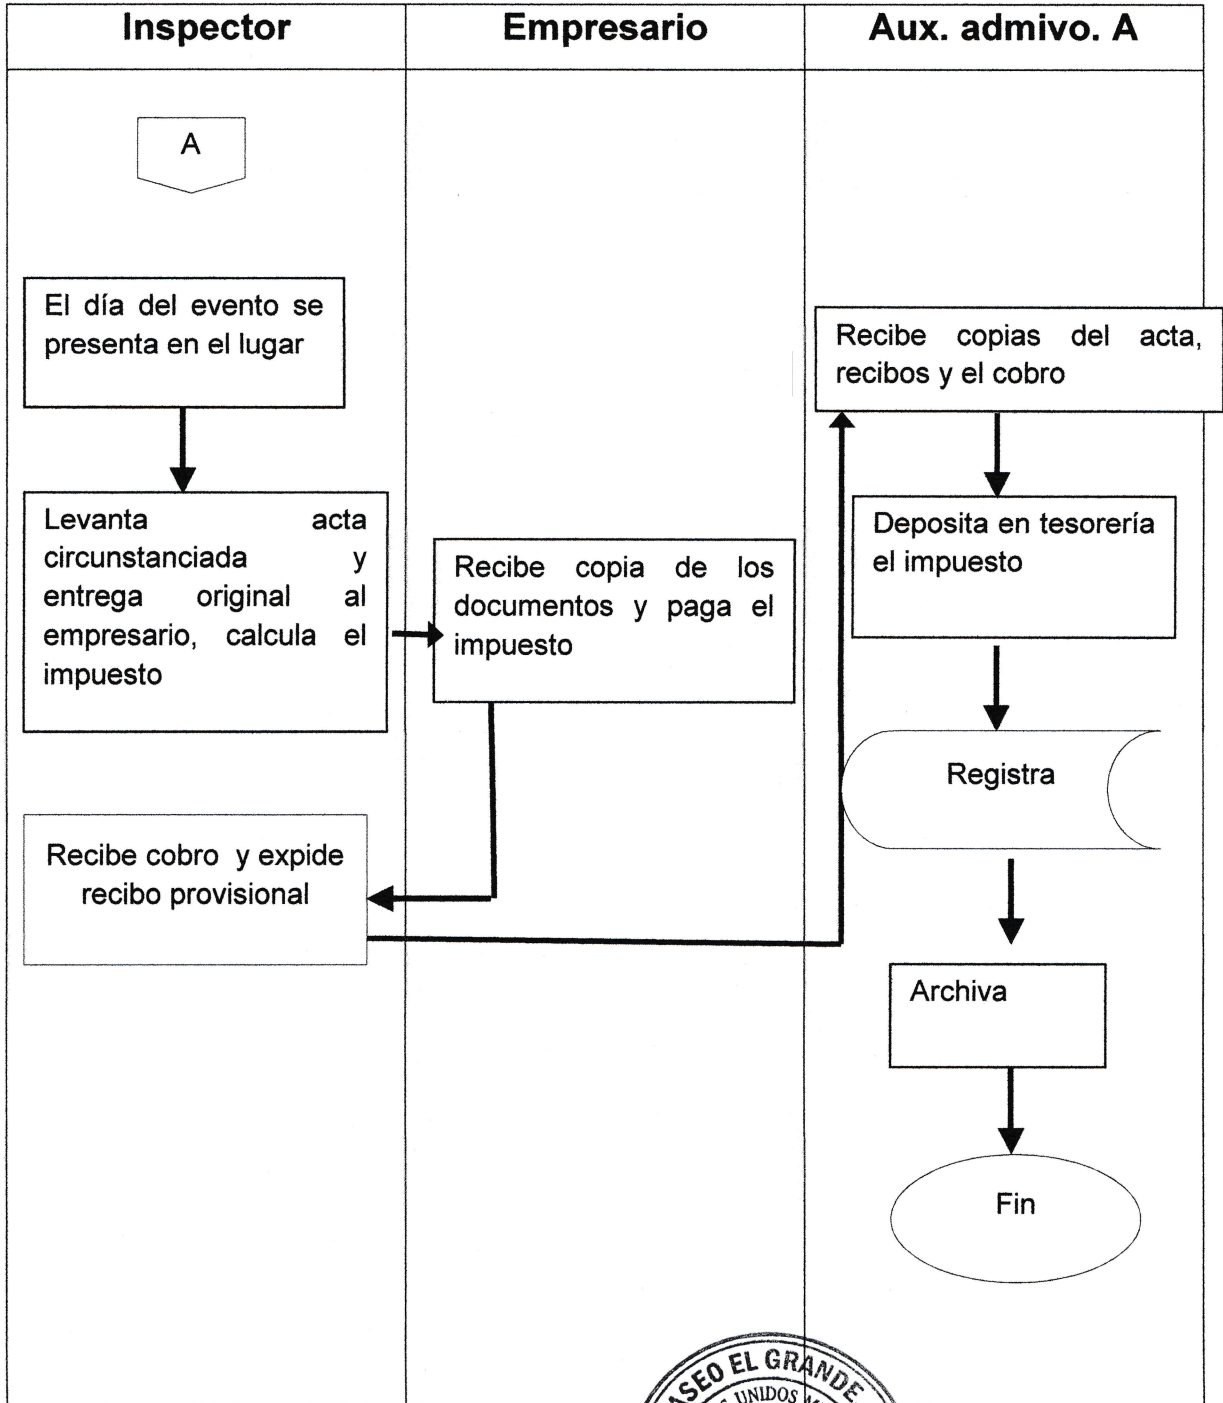 Inspector
Empresario
Aux. admivo. A
A
El día del evento se
presenta en el lugar
Levanta acta
circunstanciada y
entrega original al
empresario, calcula el
impuesto
Recibe copia de los
documentos y paga el
impuesto
Recibe cobro y expide
recibo provisional
Recibe copias del acta,
recibos y el cobro
Deposita en tesorería
el impuesto
Registra
Archiva
Fin
EL GRANDE
UNIDOS